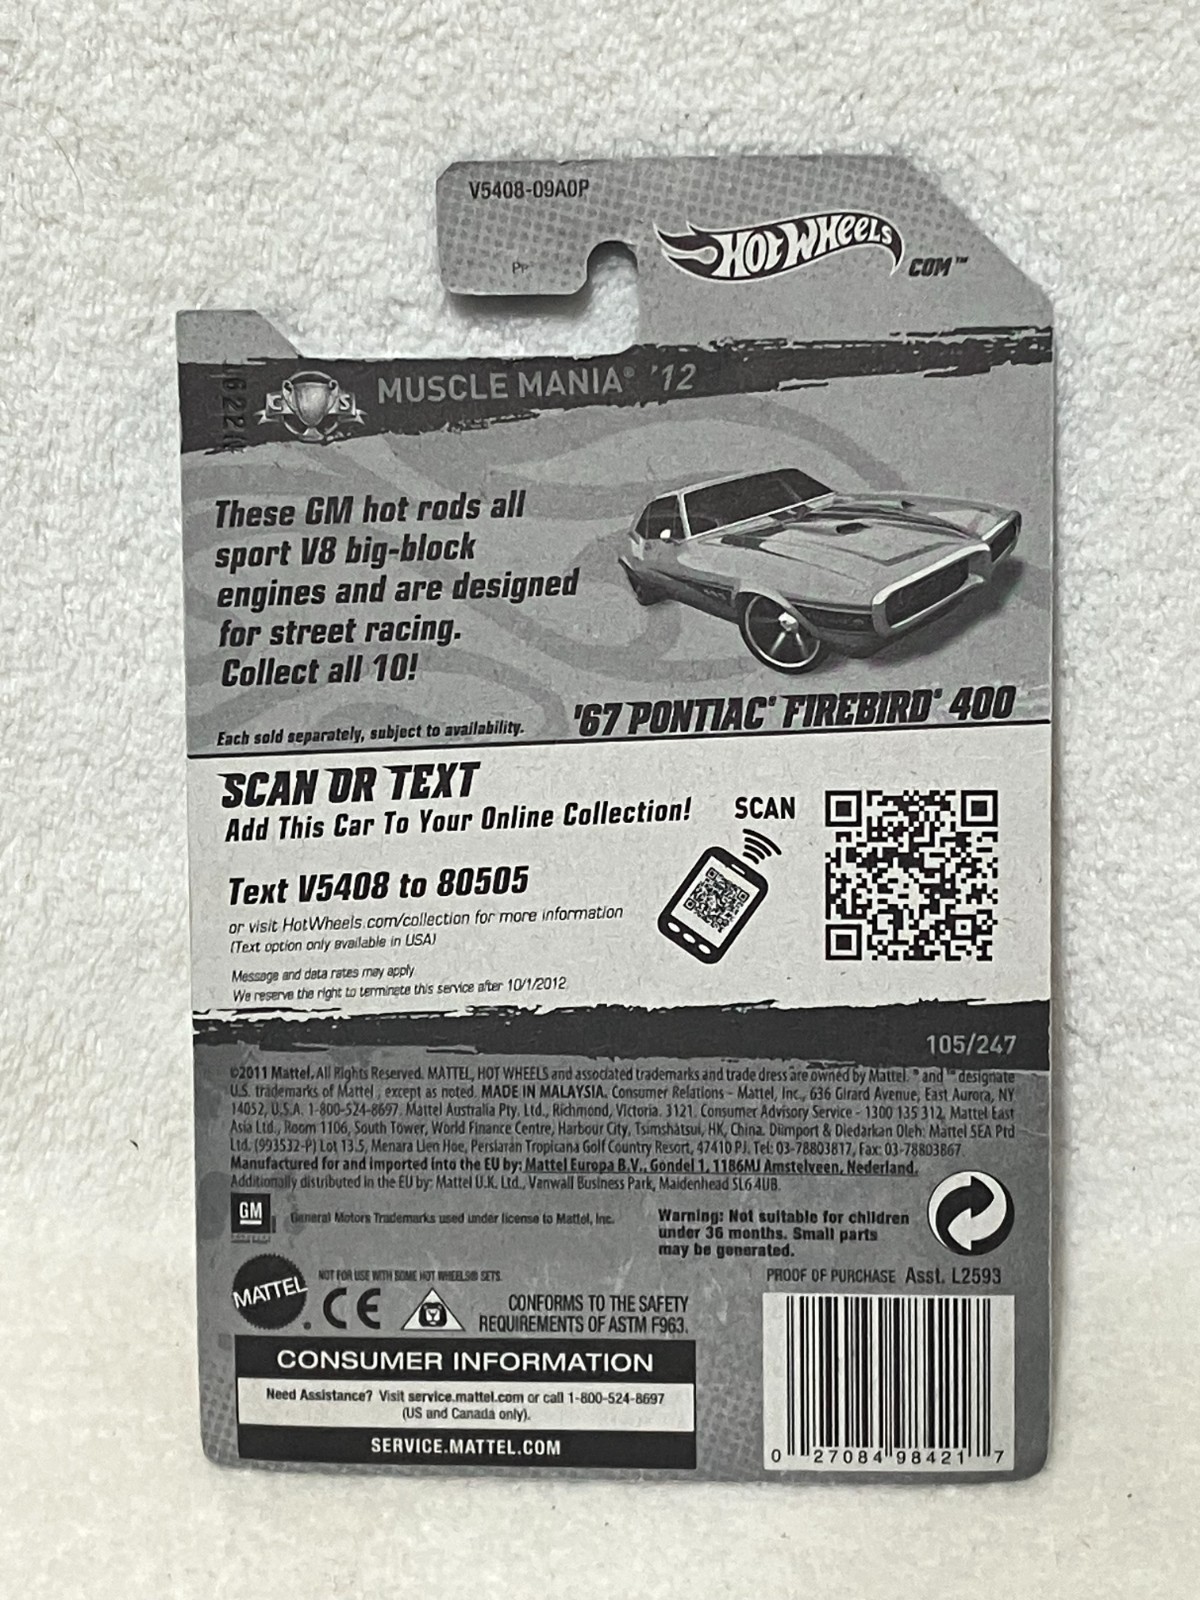 V5408-09A0P
HOT WHEELS
COM™
PP
MUSCLE MANIA® '12
C S
These GM hot rods all
sport V8 big-block
engines and are designed
for street racing.
Collect all 10!
Each sold separately, subject to availability.
'67 PONTIAC® FIREBIRD® 400
SCAN OR TEXT
Add This Car To Your Online Collection!
SCAN
Text V5408 to 80505
or visit HotWheels.com/collection for more information
(Text option only available in USA)
Message and data rates may apply.
We reserve the right to terminate this service after 10/1/2012.
105/247
©2011 Mattel. All Rights Reserved. MATTEL, HOT WHEELS and associated trademarks and trade dress are owned by Mattel. ® and ™ designate
U.S. trademarks of Mattel, except as noted. MADE IN MALAYSIA. Consumer Relations - Mattel, Inc., 636 Girard Avenue, East Aurora, NY
14052, U.S.A. 1-800-524-8697. Mattel Australia Pty. Ltd., Richmond, Victoria. 3121. Consumer Advisory Service - 1300 135 312. Mattel East
Asia Ltd., Room 1106, South Tower, World Finance Centre, Harbour City, Tsimshatsui, HK, China. Diimport & Diedarkan Oleh: Mattel SEA Ptd
Ltd. (993532-P) Lot 13.5, Menara Lien Hoe, Persiaran Tropicana Golf Country Resort, 47410 PJ. Tel: 03-78803817, Fax: 03-78803867.
Manufactured for and imported into the EU by: Mattel Europa B.V., Gondel 1, 1186MJ Amstelveen, Nederland.
Additionally distributed in the EU by: Mattel U.K. Ltd., Vanwall Business Park, Maidenhead SL6 4UB.
GM
General Motors Trademarks used under license to Mattel, Inc.
Warning: Not suitable for children
under 36 months. Small parts
may be generated.
PROOF OF PURCHASE Asst. L2593
MATTEL
NOT FOR USE WITH SOME HOT WHEELS® SETS.
CE
CONFORMS TO THE SAFETY
REQUIREMENTS OF ASTM F963.
CONSUMER INFORMATION
Need Assistance? Visit service.mattel.com or call 1-800-524-8697
(US and Canada only).
SERVICE.MATTEL.COM
0 27084 98421 7